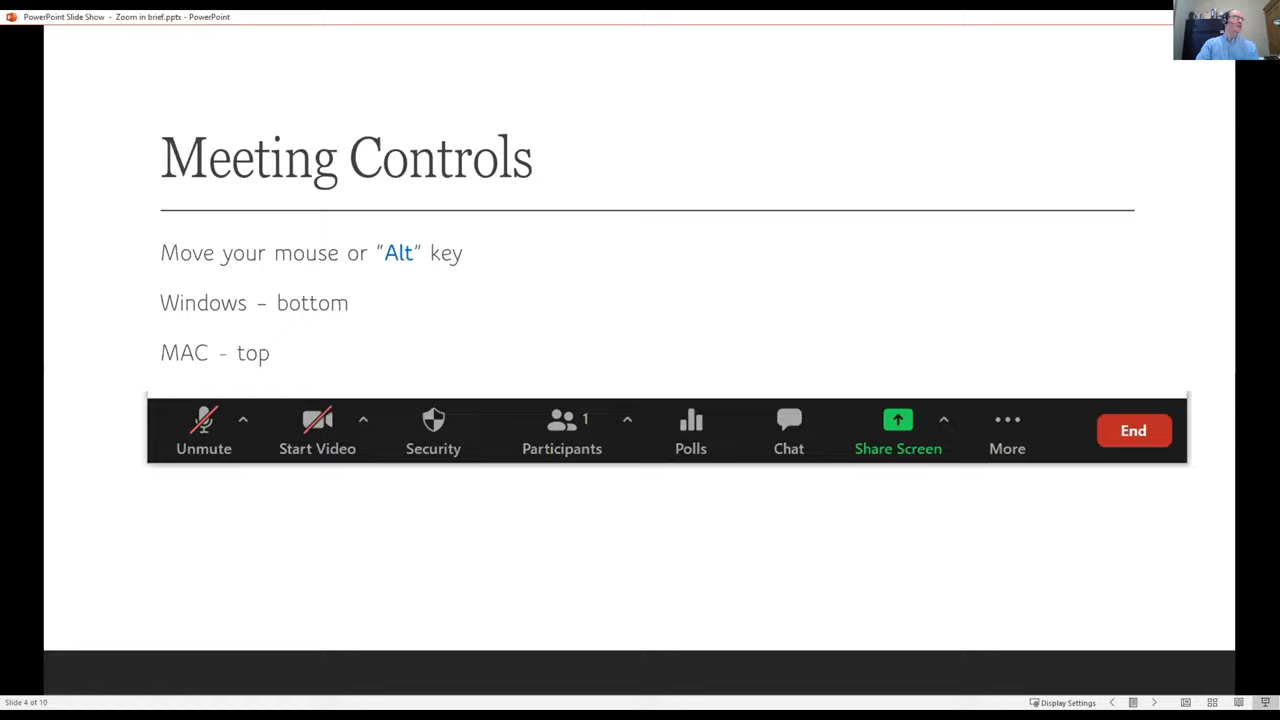 PowerPoint Slide Show - Zoom in brief.pptx - PowerPoint
Meeting Controls
Move your mouse or "Alt" key
Windows – bottom
MAC - top
1
Unmute Start Video Security Participants Polls Chat Share Screen More End
Slide 4 of 10 Display Settings